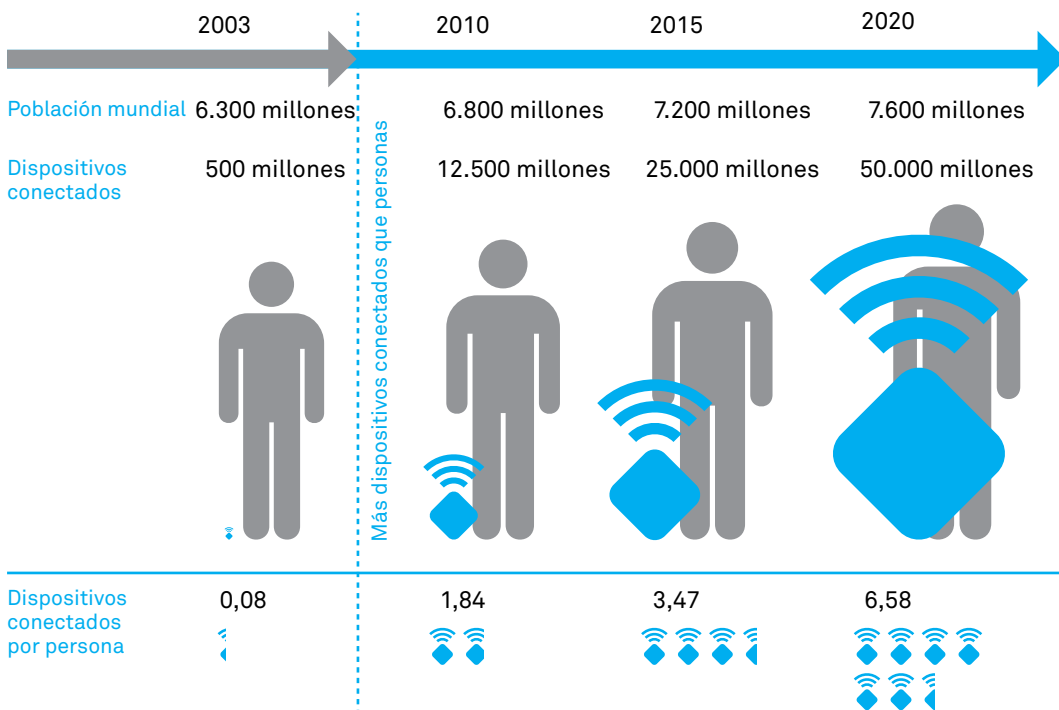 2003 2010 2015 2020
Población mundial 6.300 millones 6.800 millones 7.200 millones 7.600 millones
Dispositivos 500 millones 12.500 millones 25.000 millones 50.000 millones
conectados
Más dispositivos conectados que personas
Dispositivos 0,08 1,84 3,47 6,58
conectados
por persona